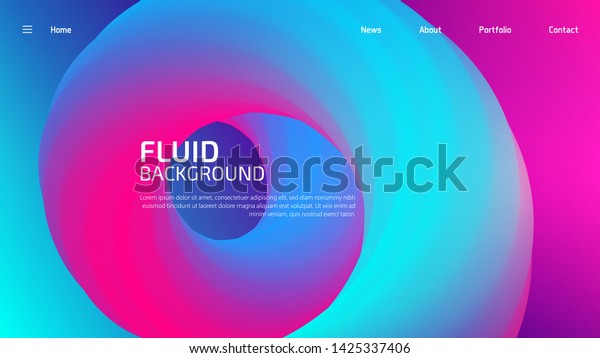 Home News About Portfolio Contact
FLUID
BACKGROUND
Lorem ipsum dolor sit amet, consectetuer adipiscing elit,
sed diam nonummy nibh euismod tincidunt ut laoreet dolore magna aliquam erat volutpat. Ut wisi enim ad
minim veniam, quis nostrud exerci tation.
shutterstock.com · 1425337406